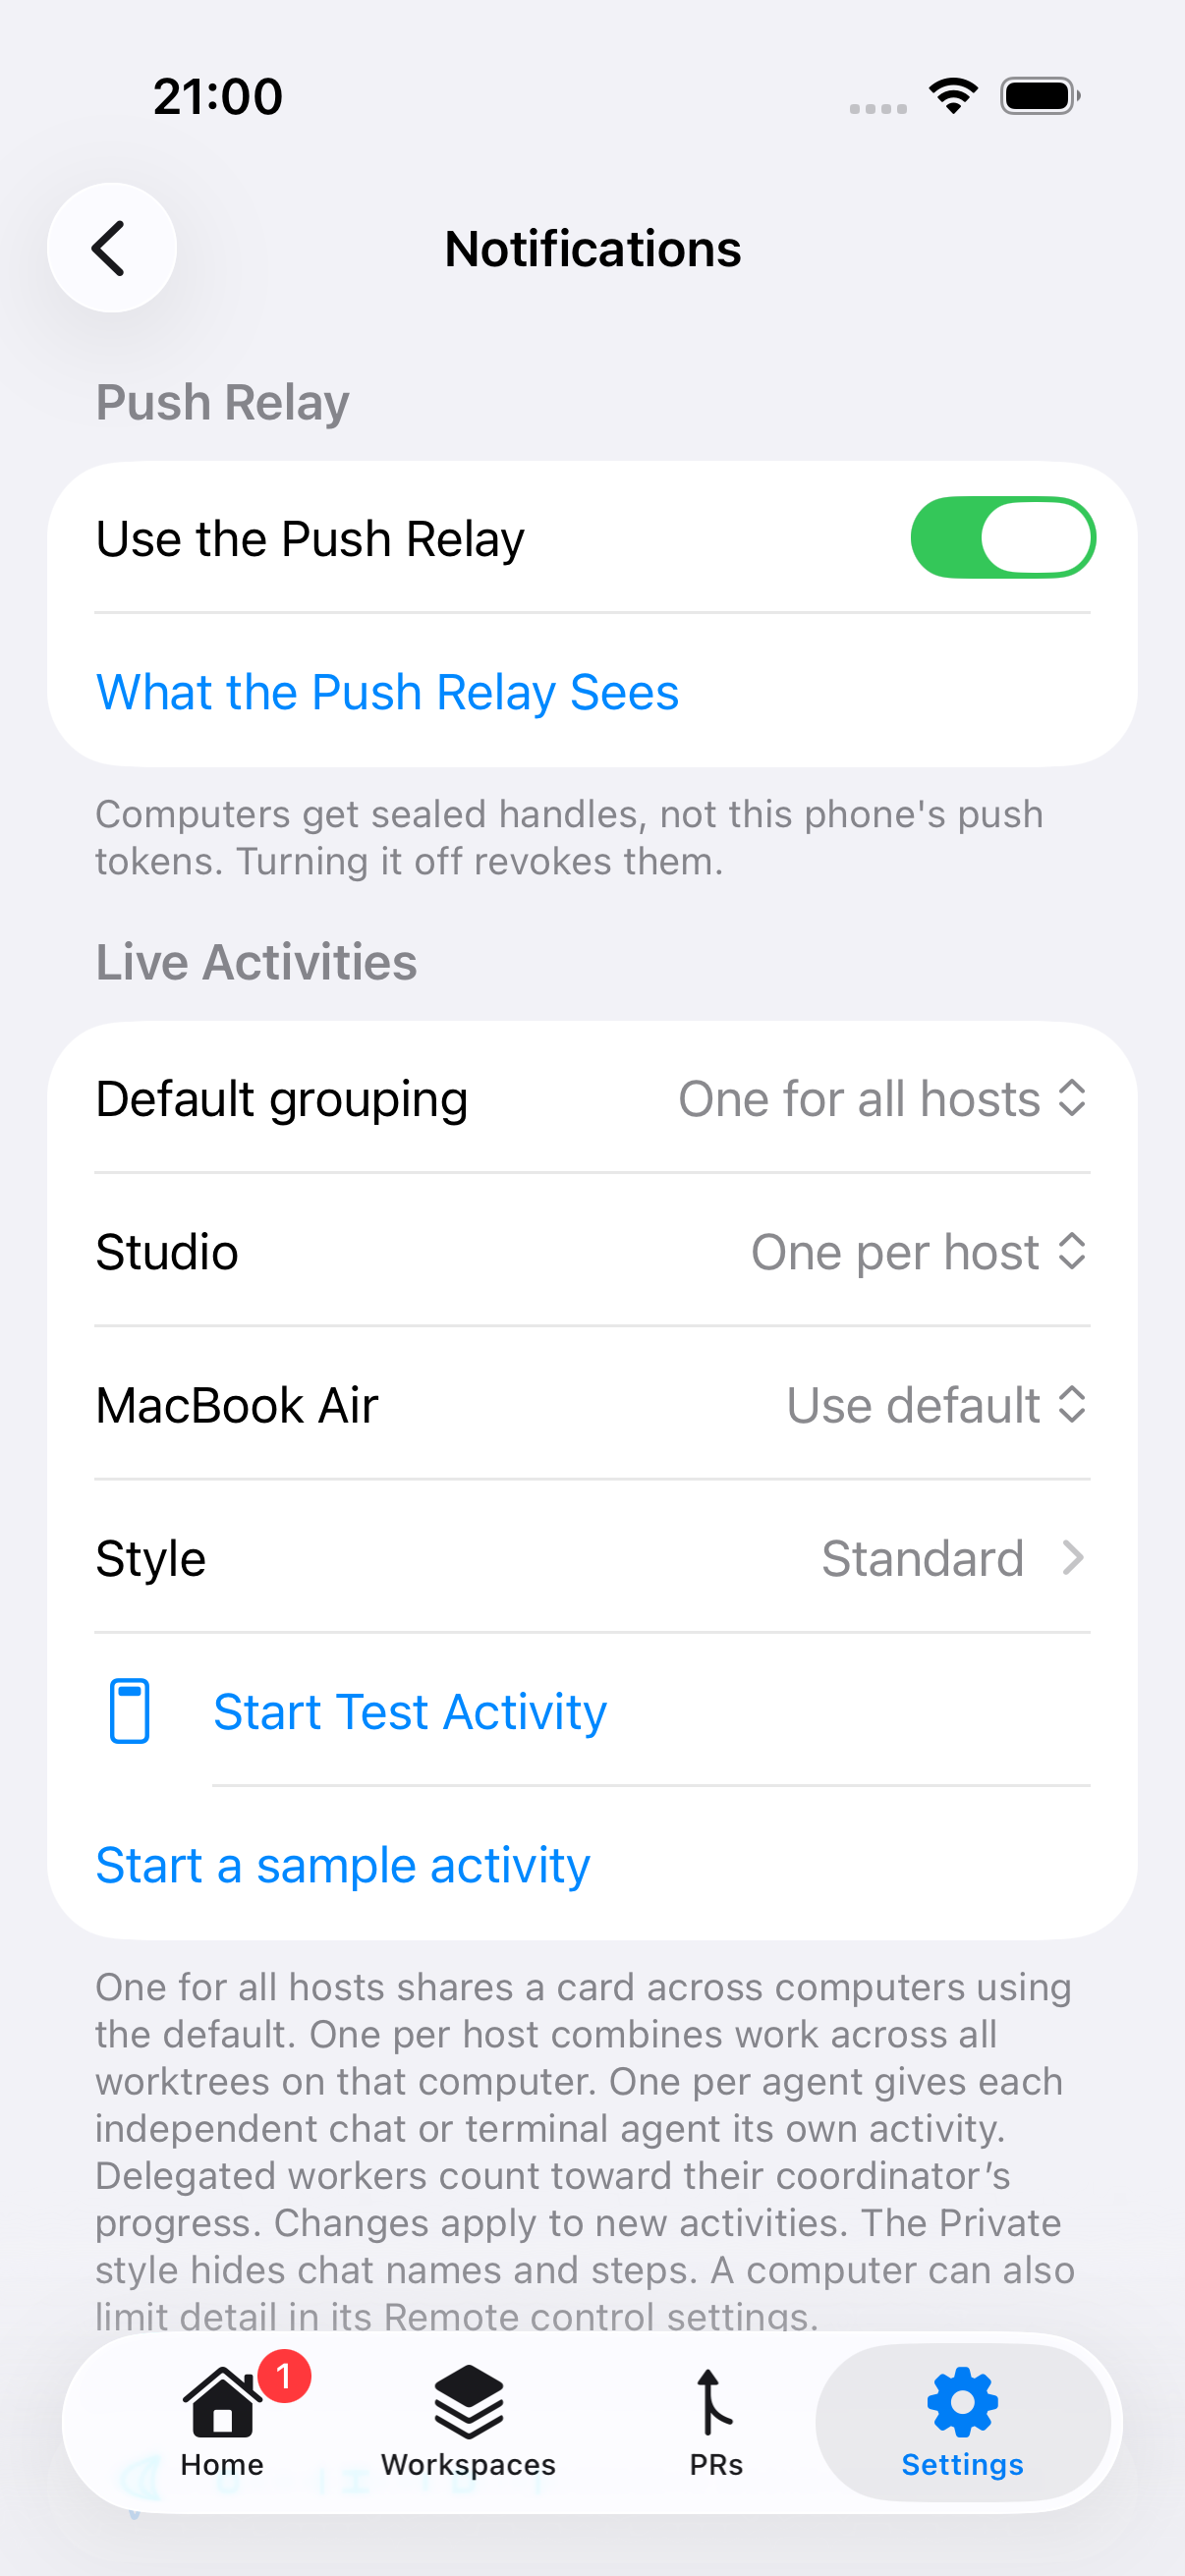 21:00
Notifications
Push Relay
Use the Push Relay
What the Push Relay Sees
Computers get sealed handles, not this phone's push
tokens. Turning it off revokes them.
Live Activities
Default grouping One for all hosts
Studio One per host
MacBook Air Use default
Style Standard
Start Test Activity
Start a sample activity
One for all hosts shares a card across computers using
the default. One per host combines work across all
worktrees on that computer. One per agent gives each
independent chat or terminal agent its own activity.
Delegated workers count toward their coordinator’s
progress. Changes apply to new activities. The Private
style hides chat names and steps. A computer can also
limit detail in its Remote control settings.
1
Home Workspaces PRs Settings